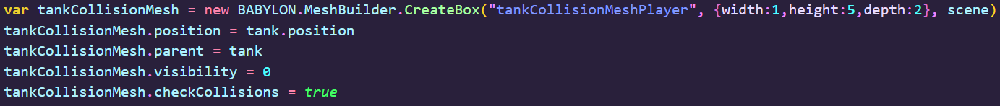 var tankCollisionMesh = new BABYLON.MeshBuilder.CreateBox("tankCollisionMeshPlayer", {width:1,height:5,depth:2}, scene)
tankCollisionMesh.position = tank.position
tankCollisionMesh.parent = tank
tankCollisionMesh.visibility = 0
tankCollisionMesh.checkCollisions = true